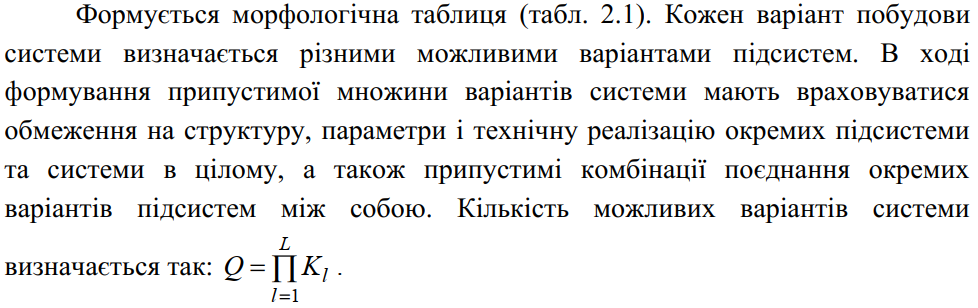 Формується морфологічна таблиця (табл. 2.1). Кожен варіант побудови
системи визначається різними можливими варіантами підсистем. В ході
формування припустимої множини варіантів системи мають враховуватися
обмеження на структуру, параметри і технічну реалізацію окремих підсистеми
та системи в цілому, а також припустимі комбінації поєднання окремих
варіантів підсистем між собою. Кількість можливих варіантів системи
визначається так: $Q = \prod_{l=1}^{L} K_l$ .